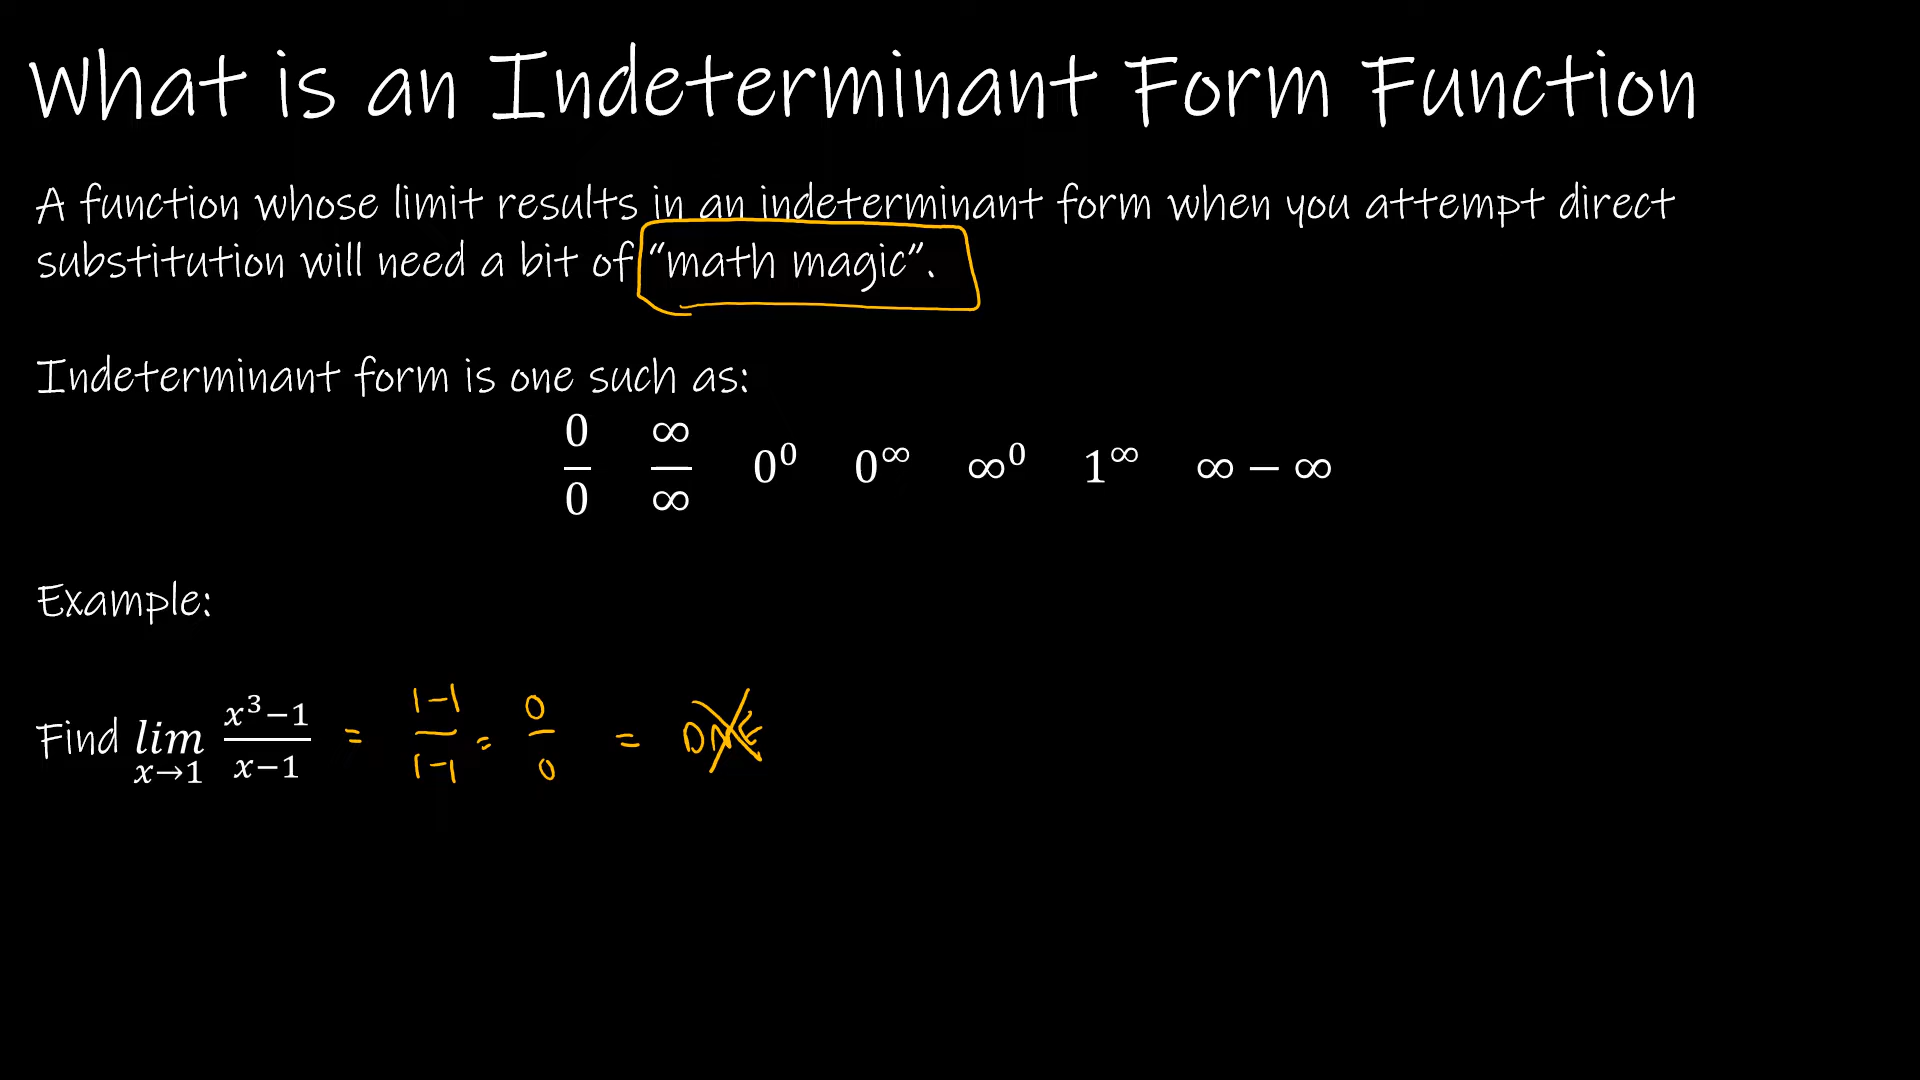 What is an Indeterminant Form Function
A function whose limit results in an indeterminant form when you attempt direct
substitution will need a bit of “math magic”.
Indeterminant form is one such as:
0/0 ∞/∞ 0⁰ 0^∞ ∞⁰ 1^∞ ∞ − ∞
Example:
Find lim x→1 x³−1/x−1 = 1−1/1−1 = 0/0 = DNE